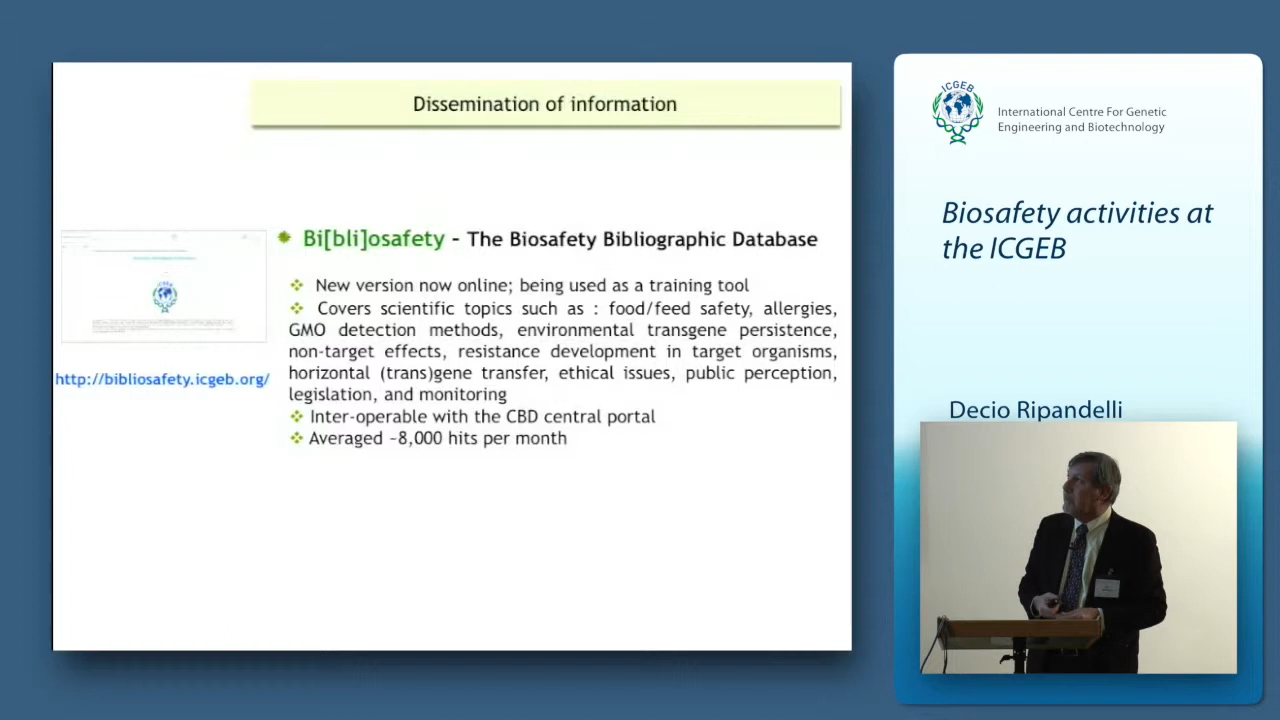 Dissemination of information
Bi[bli]osafety - The Biosafety Bibliographic Database
New version now online; being used as a training tool
Covers scientific topics such as : food/feed safety, allergies,
GMO detection methods, environmental transgene persistence,
non-target effects, resistance development in target organisms,
horizontal (trans)gene transfer, ethical issues, public perception,
legislation, and monitoring
Inter-operable with the CBD central portal
Averaged ~8,000 hits per month
http://bibliosafety.icgeb.org/
ICGEB
International Centre For Genetic
Engineering and Biotechnology
Biosafety activities at
the ICGEB
Decio Ripandelli